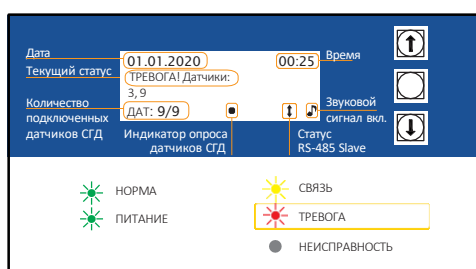 Дата
01.01.2020
00:25
Время
Текущий статус
ТРЕВОГА! Датчики:
3,9
Количество
подключенных
датчиков СГД
ДАТ: 9/9
Звуковой
сигнал вкл.
Индикатор опроса
датчиков СГД
Статус
RS-485 Slave
НОРМА
СВЯЗЬ
ПИТАНИЕ
ТРЕВОГА
НЕИСПРАВНОСТЬ